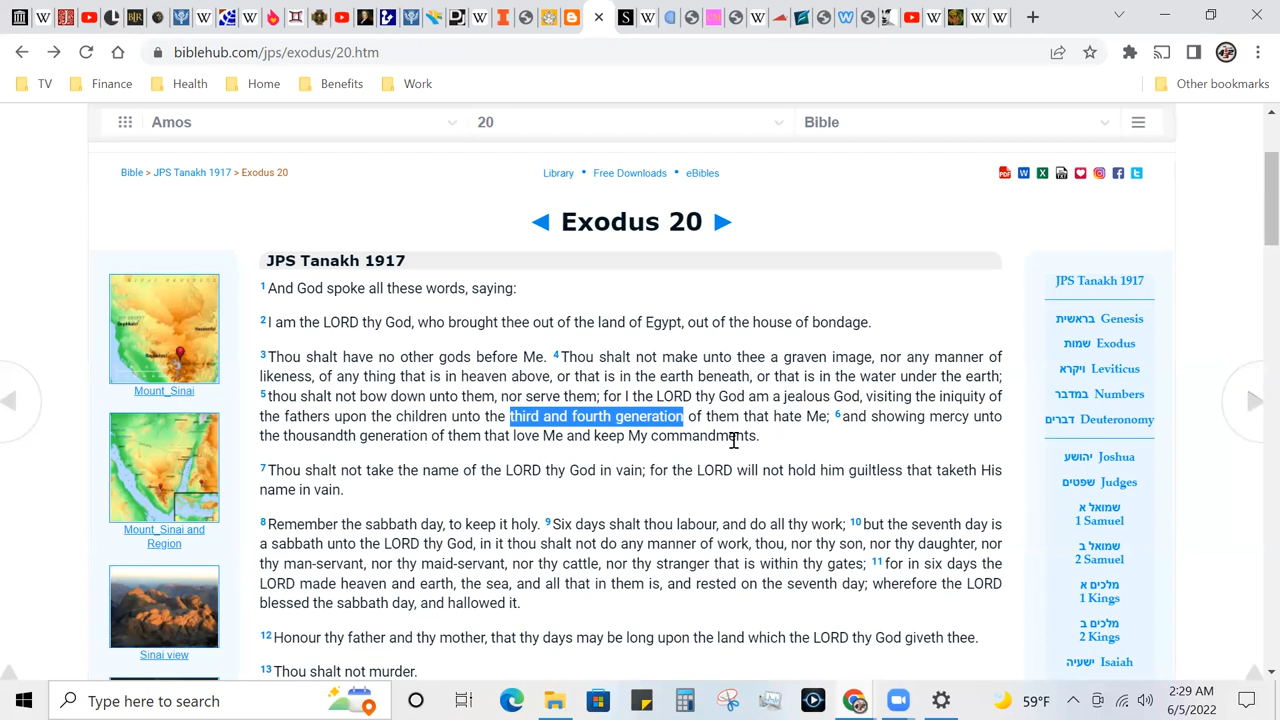 biblehub.com/jps/exodus/20.htm
TV Finance Health Home Benefits Work Other bookmarks
Amos 20 Bible
Bible > JPS Tanakh 1917 > Exodus 20 Library • Free Downloads • eBibles
◄ Exodus 20 ►
JPS Tanakh 1917
1 And God spoke all these words, saying:
2 I am the LORD thy God, who brought thee out of the land of Egypt, out of the house of bondage.
3 Thou shalt have no other gods before Me. 4 Thou shalt not make unto thee a graven image, nor any manner of
likeness, of any thing that is in heaven above, or that is in the earth beneath, or that is in the water under the earth;
5 thou shalt not bow down unto them, nor serve them; for I the LORD thy God am a jealous God, visiting the iniquity of
the fathers upon the children unto the third and fourth generation of them that hate Me; 6 and showing mercy unto
the thousandth generation of them that love Me and keep My commandments.
7 Thou shalt not take the name of the LORD thy God in vain; for the LORD will not hold him guiltless that taketh His
name in vain.
8 Remember the sabbath day, to keep it holy. 9 Six days shalt thou labour, and do all thy work; 10 but the seventh day is
a sabbath unto the LORD thy God, in it thou shalt not do any manner of work, thou, nor thy son, nor thy daughter, nor
thy man-servant, nor thy maid-servant, nor thy cattle, nor thy stranger that is within thy gates; 11 for in six days the
LORD made heaven and earth, the sea, and all that in them is, and rested on the seventh day; wherefore the LORD
blessed the sabbath day, and hallowed it.
12 Honour thy father and thy mother, that thy days may be long upon the land which the LORD thy God giveth thee.
13 Thou shalt not murder.
Mount_Sinai
Mount_Sinai and
Region
Sinai view
JPS Tanakh 1917
בראשית Genesis
שמות Exodus
ויקרא Leviticus
במדבר Numbers
דברים Deuteronomy
יהושע Joshua
שפטים Judges
שמואל א
1 Samuel
שמואל ב
2 Samuel
מלכים א
1 Kings
מלכים ב
2 Kings
ישעיה Isaiah
Type here to search
59°F
2:29 AM
6/5/2022